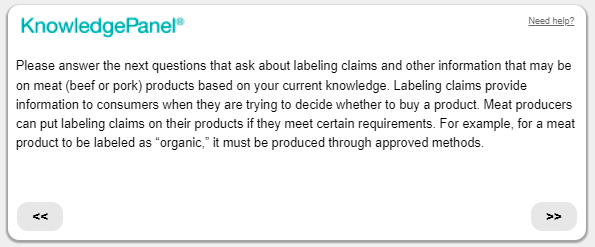 KnowledgePanel®
Need help?
Please answer the next questions that ask about labeling claims and other information that may be
on meat (beef or pork) products based on your current knowledge. Labeling claims provide
information to consumers when they are trying to decide whether to buy a product. Meat producers
can put labeling claims on their products if they meet certain requirements. For example, for a meat
product to be labeled as “organic,” it must be produced through approved methods.
<< >>